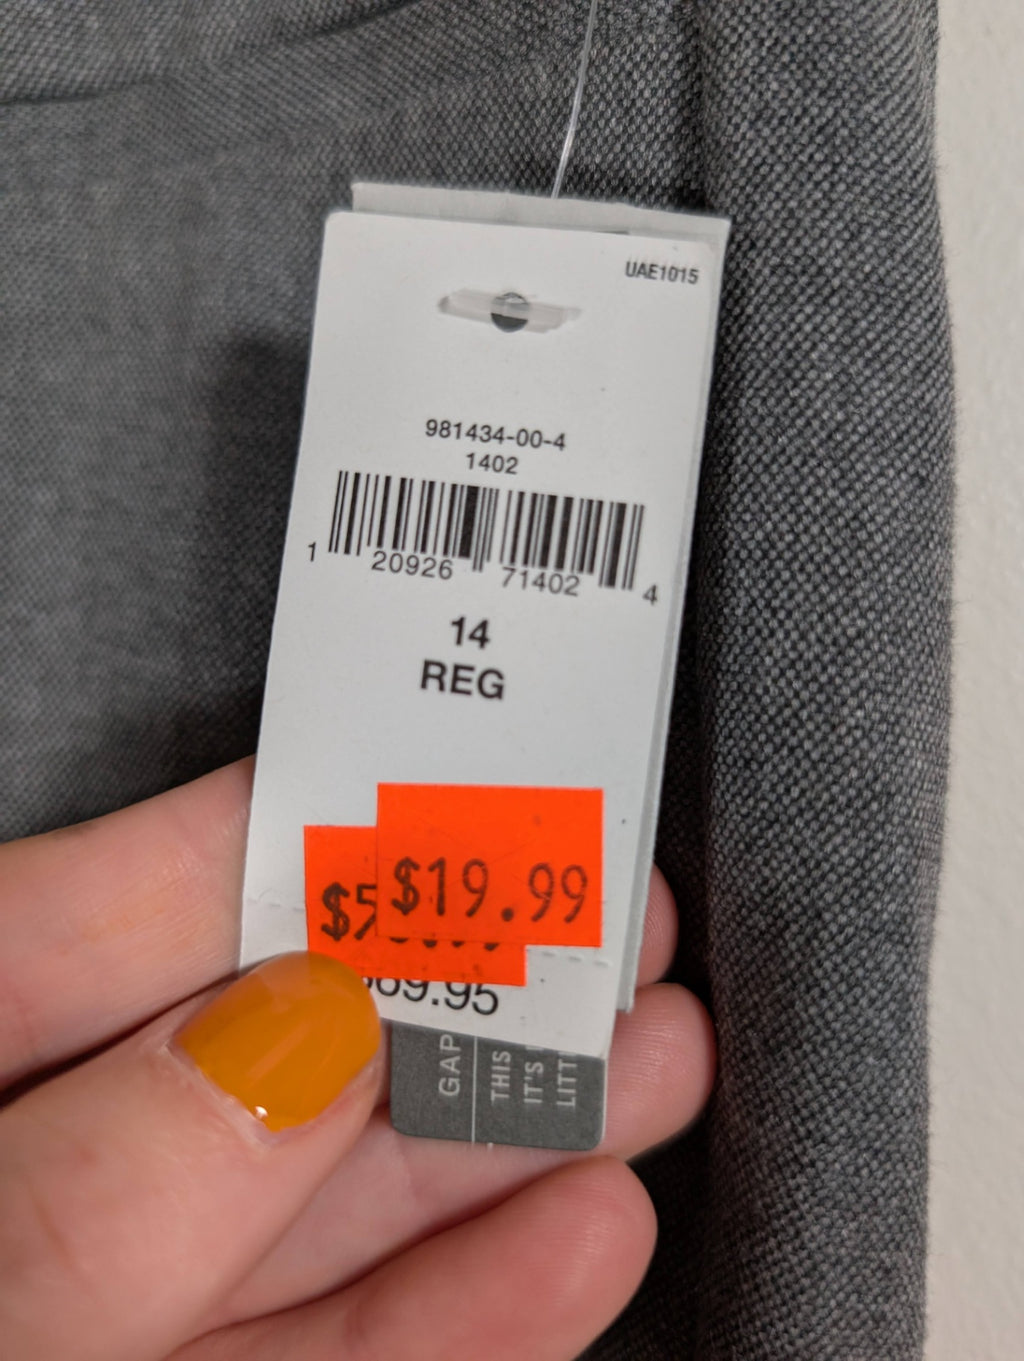 UAE1015
981434-00-4
1402
1 20926 71402 4
14
REG
$19.99
GAP
THIS
IT'S